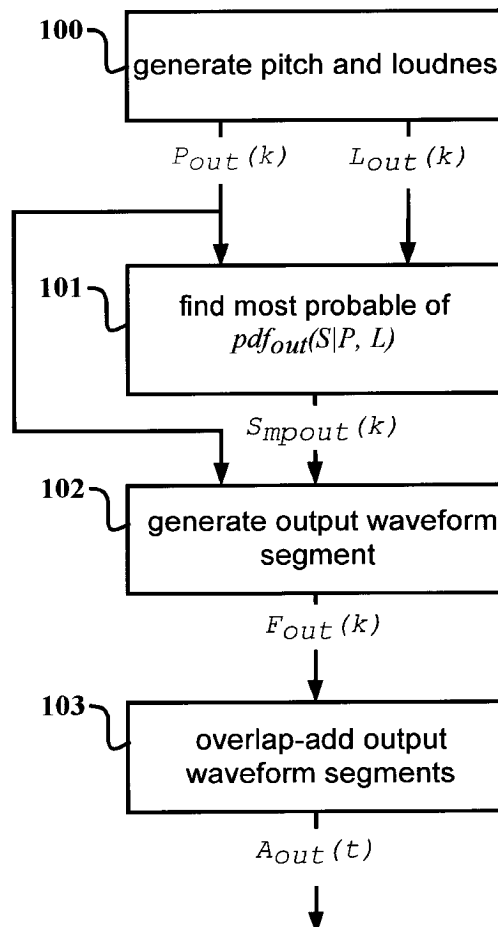 100
generate pitch and loudness
P_out(k) L_out(k)
101
find most probable of
pdf_out(S|P, L)
S_mpout(k)
102
generate output waveform
segment
F_out(k)
103
overlap-add output
waveform segments
A_out(t)